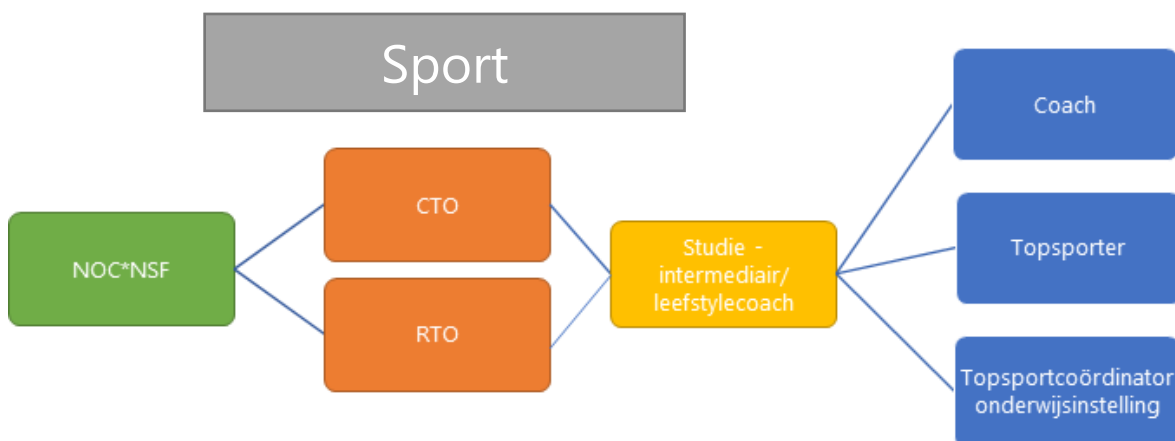 Sport
NOC*NSF
CTO
RTO
Studie -
intermediair/
leefstylecoach
Coach
Topsporter
Topsportcoördinator
onderwijsinstelling